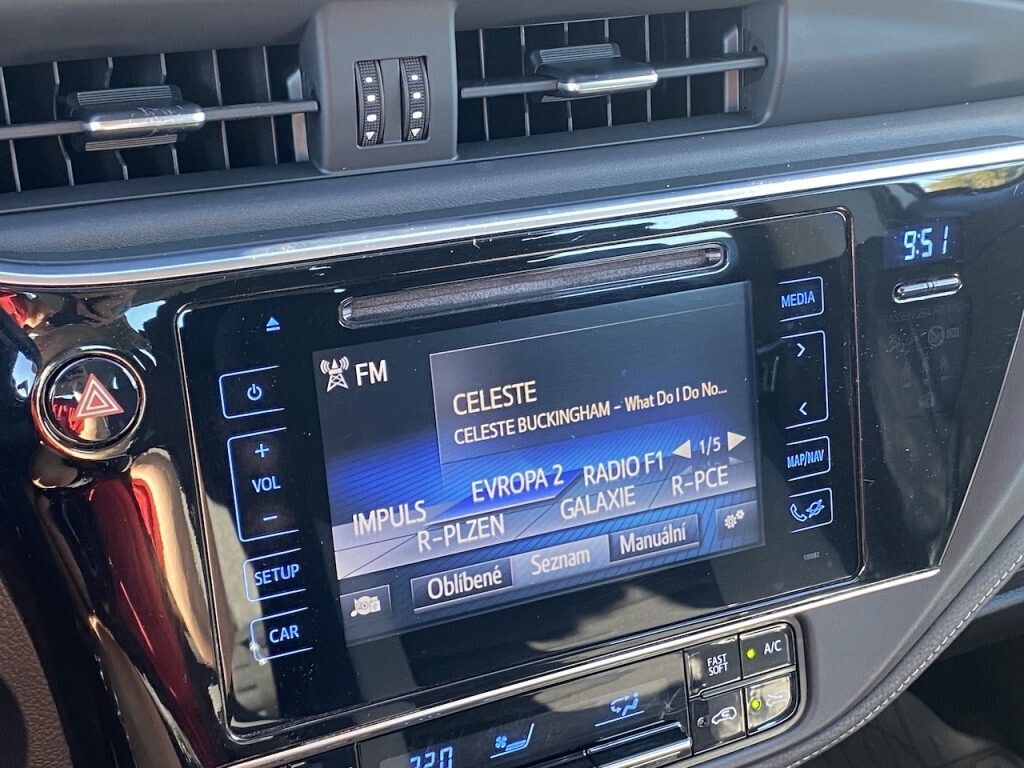 9:51
MEDIA
FM
CELESTE
CELESTE BUCKINGHAM – What Do I Do No...
VOL
MAP/NAV
EVROPA 2
RADIO F1
1/5
IMPULS
R-PLZEN
GALAXIE
R-PCE
SETUP
Oblíbené
Seznam
Manuální
CAR
FAST
SOFT
A/C